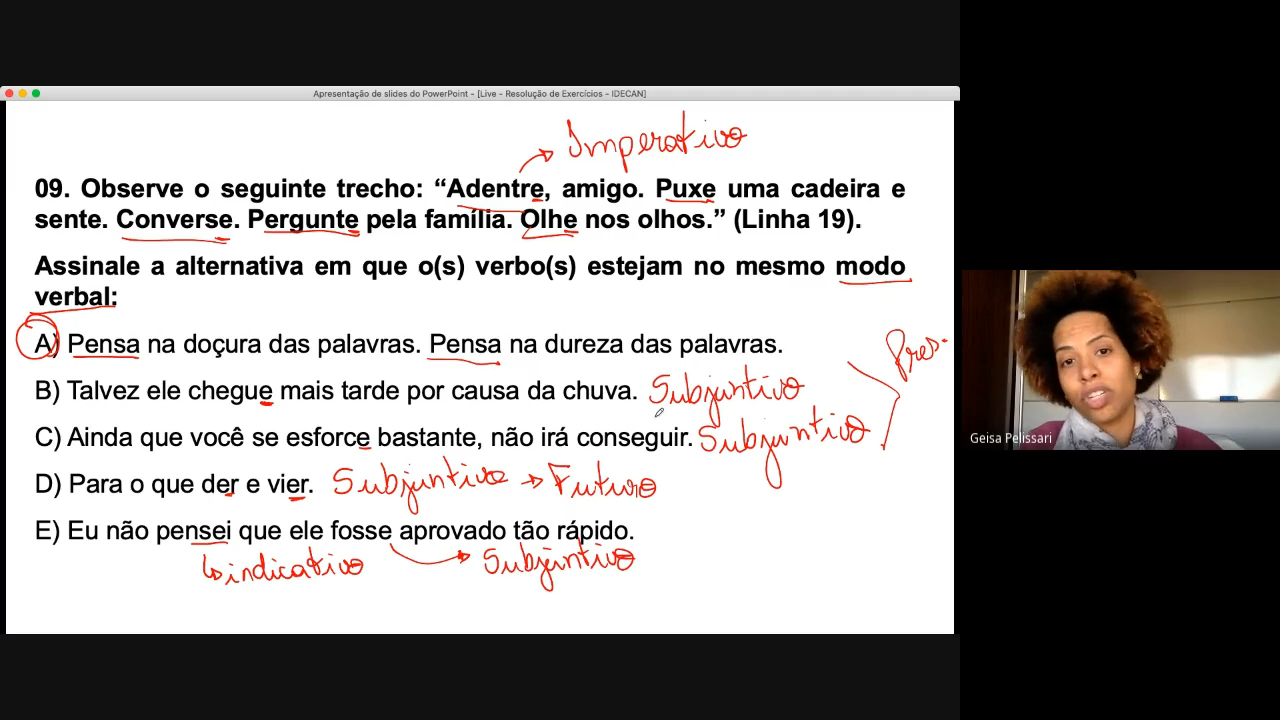 Apresentação de slides do PowerPoint - [Live - Resolução de Exercícios - IDECAN]
Imperativo
09. Observe o seguinte trecho: “Adentre, amigo. Puxe uma cadeira e
sente. Converse. Pergunte pela família. Olhe nos olhos.” (Linha 19).
Assinale a alternativa em que o(s) verbo(s) estejam no mesmo modo
verbal:
A) Pensa na doçura das palavras. Pensa na dureza das palavras.
Pres.
B) Talvez ele chegue mais tarde por causa da chuva. Subjuntivo
C) Ainda que você se esforce bastante, não irá conseguir. Subjuntivo
Geisa Pelissari
D) Para o que der e vier. Subjuntivo → Futuro
E) Eu não pensei que ele fosse aprovado tão rápido.
indicativo Subjuntivo